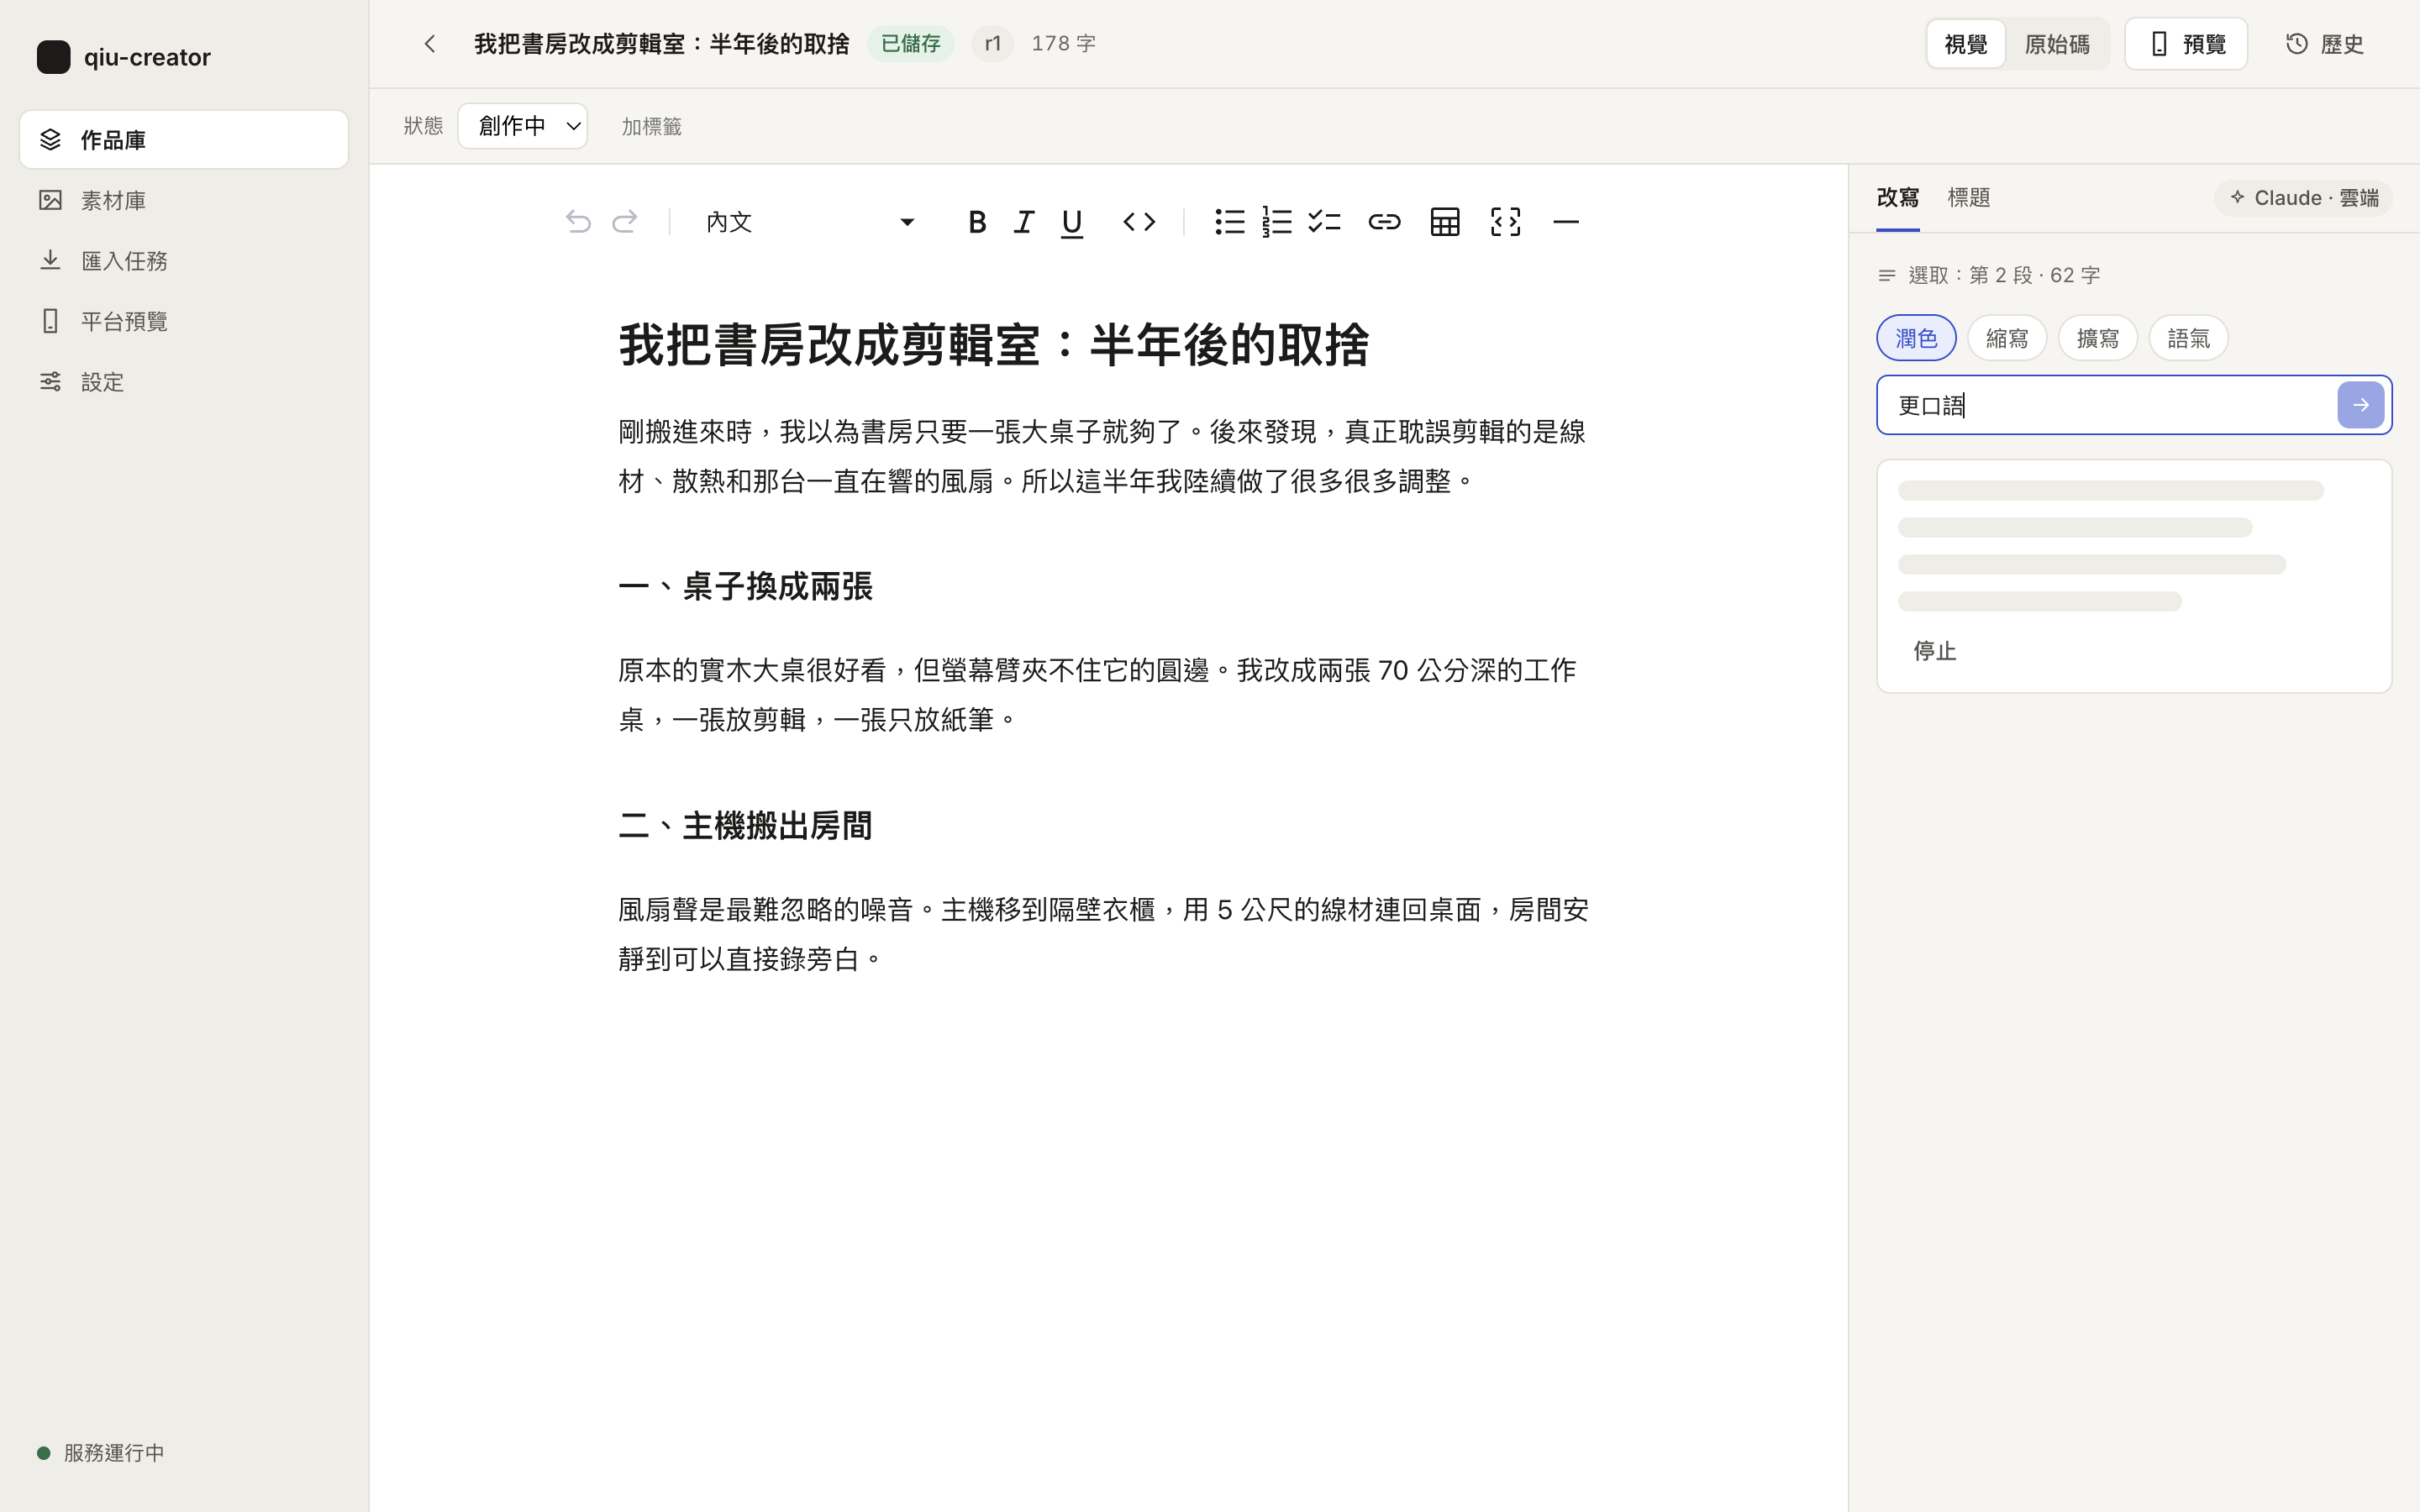 qiu-creator
作品庫
素材庫
匯入任務
平台預覽
設定
服務運行中
我把書房改成剪輯室：半年後的取捨
已儲存
r1
178 字
視覺
原始碼
預覽
歷史
狀態
創作中
加標籤
內文
B I U
我把書房改成剪輯室：半年後的取捨
剛搬進來時，我以為書房只要一張大桌子就夠了。後來發現，真正耽誤剪輯的是線
材、散熱和那台一直在響的風扇。所以這半年我陸續做了很多很多調整。
一、桌子換成兩張
原本的實木大桌很好看，但螢幕臂夾不住它的圓邊。我改成兩張 70 公分深的工作
桌，一張放剪輯，一張只放紙筆。
二、主機搬出房間
風扇聲是最難忽略的噪音。主機移到隔壁衣櫃，用 5 公尺的線材連回桌面，房間安
靜到可以直接錄旁白。
改寫
標題
Claude · 雲端
選取：第 2 段 · 62 字
潤色
縮寫
擴寫
語氣
更口語
停止